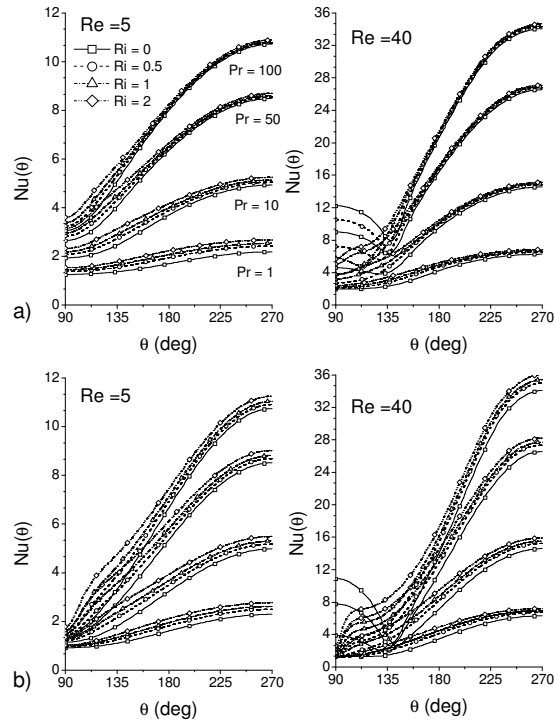 Re =5
Ri = 0
Ri = 0.5
Ri = 1
Ri = 2
Pr = 100
Pr = 50
Pr = 10
Pr = 1
Nu(θ)
12
10
8
6
4
2
0
90 135 180 225 270
θ (deg)
a)
Re =40
Nu(θ)
36
32
28
24
20
16
12
8
4
0
90 135 180 225 270
θ (deg)
Re =5
Nu(θ)
12
10
8
6
4
2
0
90 135 180 225 270
θ (deg)
b)
Re =40
Nu(θ)
36
32
28
24
20
16
12
8
4
0
90 135 180 225 270
θ (deg)